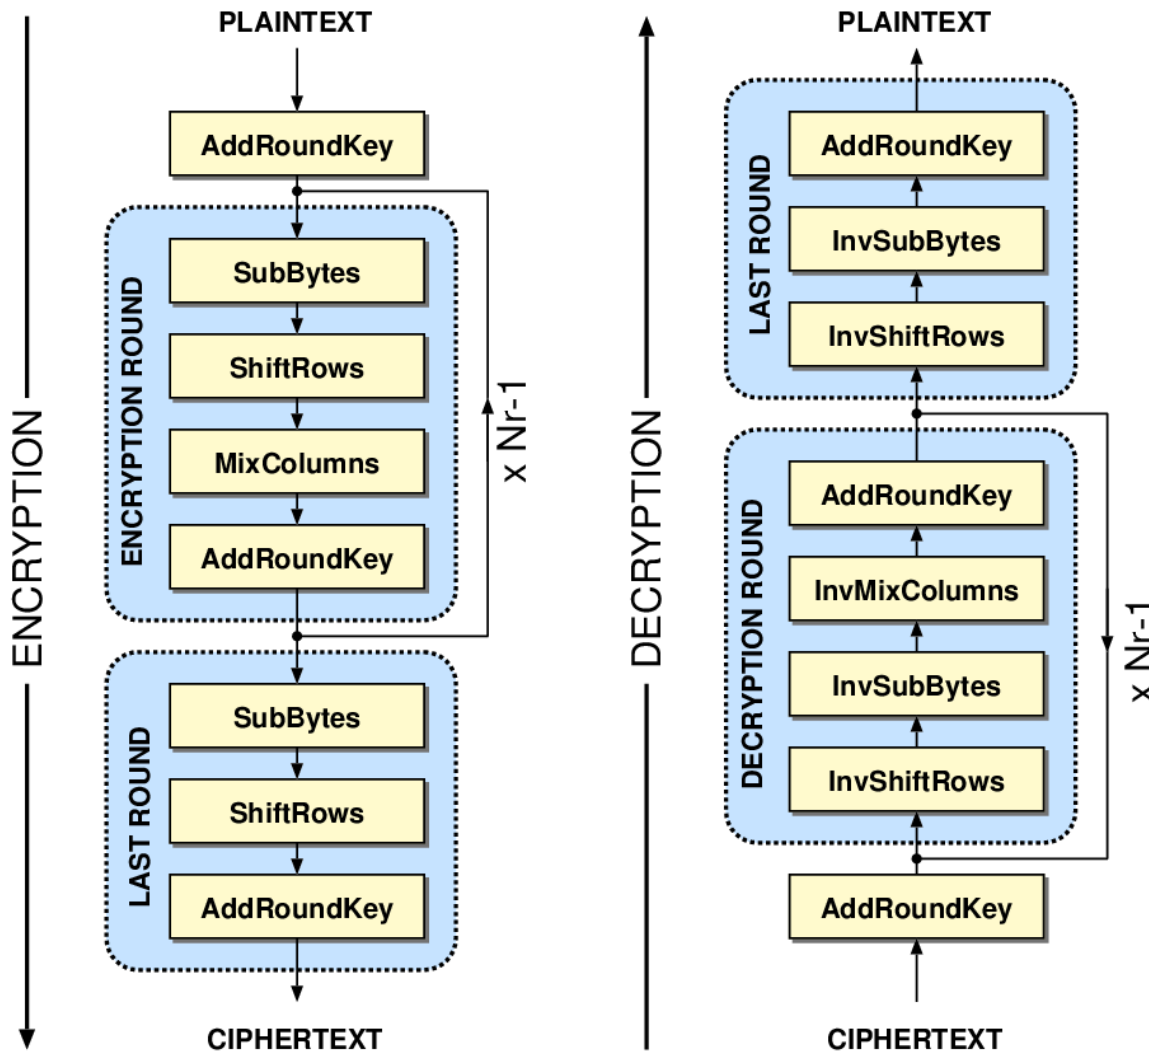 PLAINTEXT
AddRoundKey
ENCRYPTION ROUND
SubBytes
ShiftRows
MixColumns
AddRoundKey
x Nr-1
LAST ROUND
SubBytes
ShiftRows
AddRoundKey
CIPHERTEXT
ENCRYPTION
PLAINTEXT
LAST ROUND
AddRoundKey
InvSubBytes
InvShiftRows
DECRYPTION ROUND
AddRoundKey
InvMixColumns
InvSubBytes
InvShiftRows
x Nr-1
AddRoundKey
CIPHERTEXT
DECRYPTION